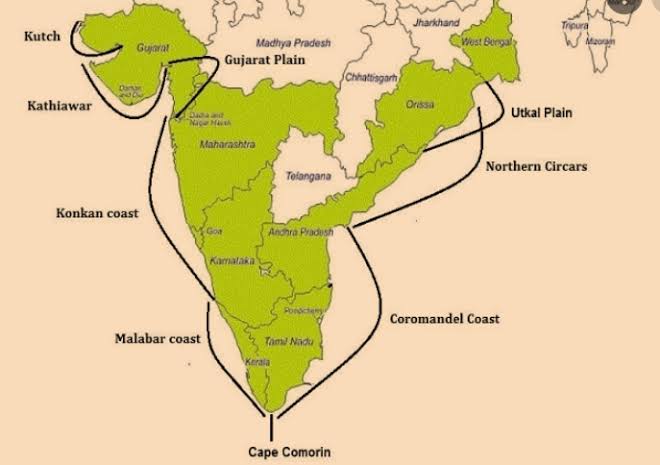 Jharkhand
Tripura
Mizoram
Kutch
Gujarat
Madhya Pradesh
West Bengal
Gujarat Plain
Chhattisgarh
Daman
and Diu
Kathiawar
Orissa
Utkal Plain
Dadra and
Nagar Haveli
Maharashtra
Northern Circars
Telangana
Konkan coast
Goa
Andhra Pradesh
Karnataka
Pondicherry
Coromandel Coast
Malabar coast
Tamil Nadu
Kerala
Cape Comorin